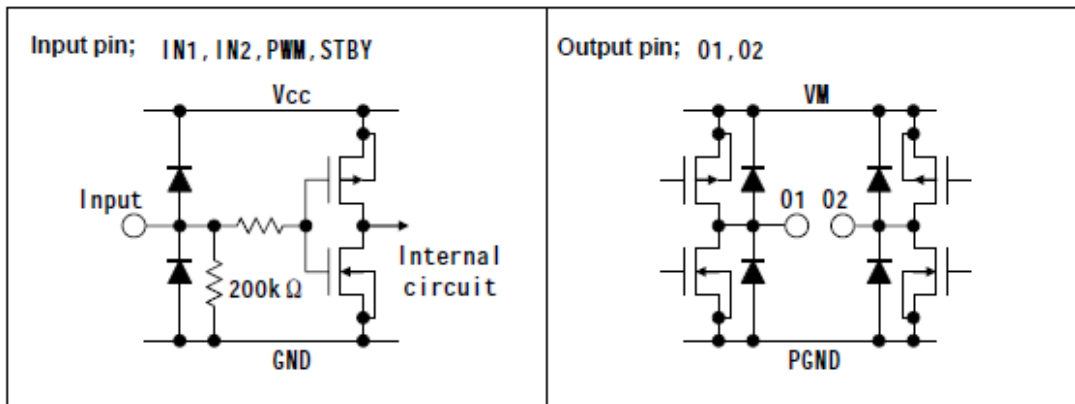 Input pin; IN1,IN2,PWM,STBY
Vcc
Input
200kΩ
Internal
circuit
GND
Output pin; O1,O2
VM
O1 O2
PGND